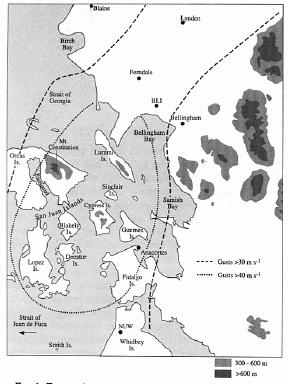 Blaine
Lynden
Birch
Bay
Ferndale
Strait of
Georgia
BLI
Bellingham
Bellingham
Bay
Mt.
Constitution
Orcas
Is.
Lummi
Is.
Sinclair
Is.
San Juan Islands
Cypress Is.
Samish
Bay
Blakely
Is.
Guemes
Is.
Anacortes
Lopez
Is.
Decatur
Is.
Fidalgo
Is.
Gusts >30 m s⁻¹
Gusts >40 m s⁻¹
Strait of
Juan de Fuca
NUW
Whidbey
Is.
Smith Is.
300 - 600 m
>600 m